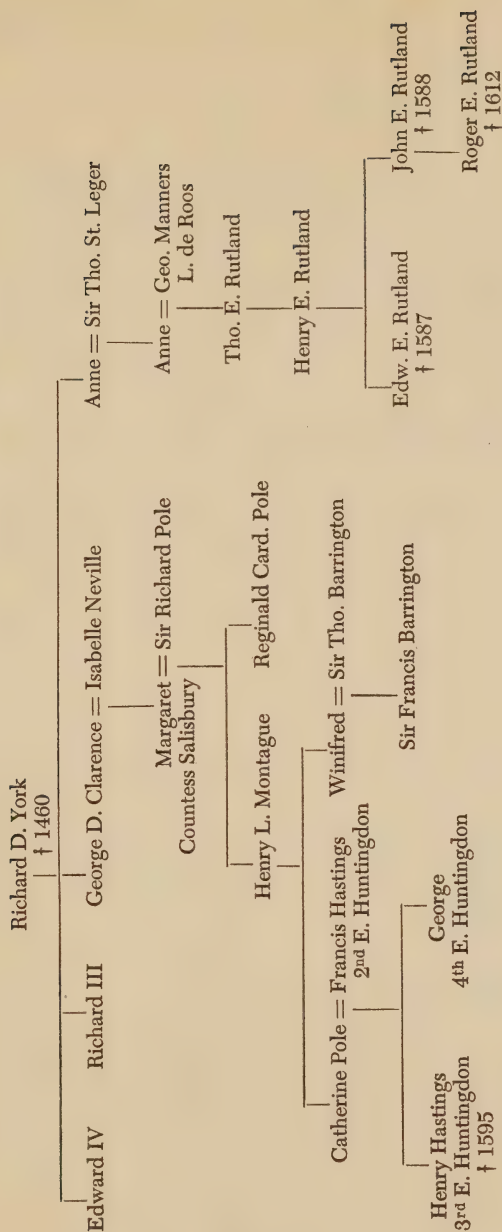 Richard D. York
† 1460
Edward IV
Richard III
George D. Clarence = Isabelle Neville
Anne = Sir Tho. St. Leger
Margaret = Sir Richard Pole
Countess Salisbury
Anne = Geo. Manners
L. de Roos
Henry L. Montague
Reginald Card. Pole
Tho. E. Rutland
Catherine Pole = Francis Hastings
2nd E. Huntingdon
Winifred = Sir Tho. Barrington
Henry E. Rutland
Henry Hastings
3rd E. Huntingdon
† 1595
George
4th E. Huntingdon
Sir Francis Barrington
Edw. E. Rutland
† 1587
John E. Rutland
† 1588
Roger E. Rutland
† 1612